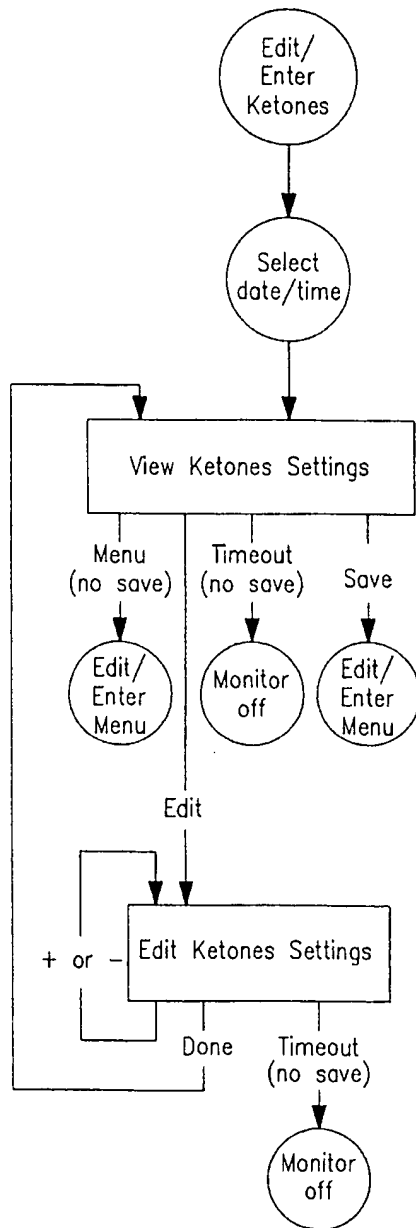 Edit/
Enter
Ketones
Select
date/time
View Ketones Settings
Menu
(no save)
Timeout
(no save)
Save
Edit/
Enter
Menu
Monitor
off
Edit/
Enter
Menu
Edit
+ or -
Edit Ketones Settings
Done
Timeout
(no save)
Monitor
off